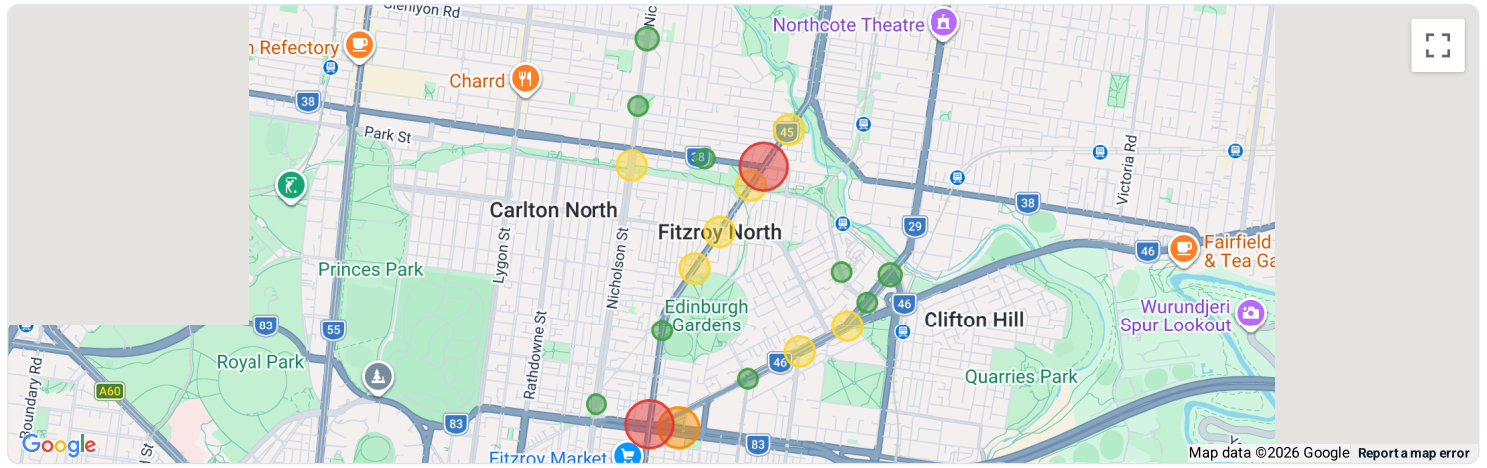 Glenlyon Rd
Nic
Northcote Theatre
n Refectory
Charrd
38
Park St
45
38
Victoria Rd
38
Carlton North
Fitzroy North
29
46
Fairfield
& Tea Ga
Lygon St
Nicholson St
Princes Park
Edinburgh
Gardens
46
Wurundjeri
Spur Lookout
Clifton Hill
83
55
Rathdowne St
Royal Park
46
Boundary Rd
A60
Quarries Park
83
83
Fitzroy Market
Google
l St
Map data ©2026 Google
Report a map error